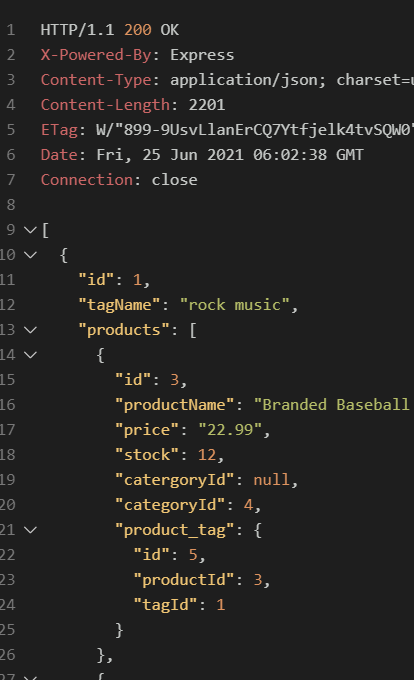 1 HTTP/1.1 200 OK
2 X-Powered-By: Express
3 Content-Type: application/json; charset=u
4 Content-Length: 2201
5 ETag: W/"899-9UsvLlanErCQ7Ytfjelk4tvSQW0"
6 Date: Fri, 25 Jun 2021 06:02:38 GMT
7 Connection: close
8
9 [
10 {
11 "id": 1,
12 "tagName": "rock music",
13 "products": [
14 {
15 "id": 3,
16 "productName": "Branded Baseball
17 "price": "22.99",
18 "stock": 12,
19 "catergoryId": null,
20 "categoryId": 4,
21 "product_tag": {
22 "id": 5,
23 "productId": 3,
24 "tagId": 1
25 }
26 },
27 {